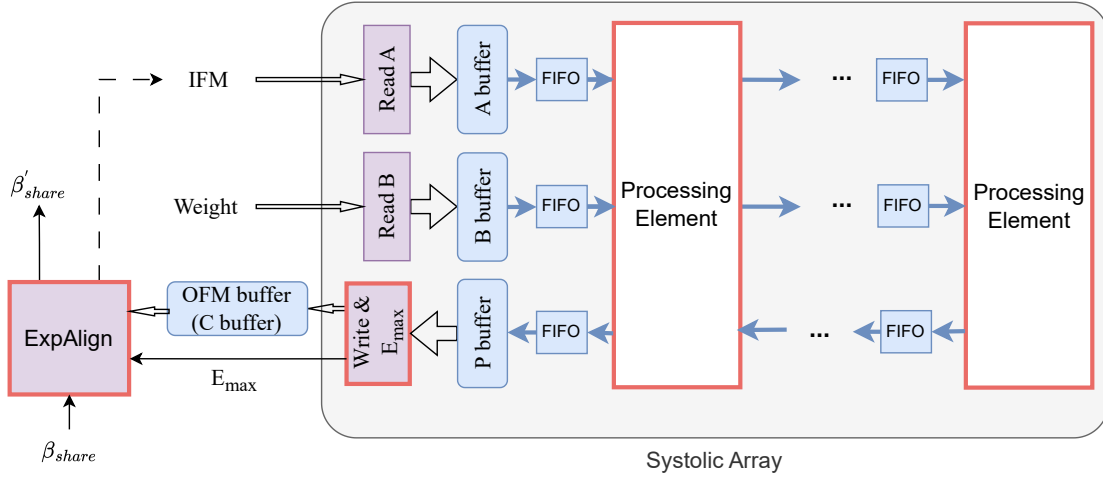 IFM
Read A
A buffer
FIFO
...
FIFO
β'share
Weight
Read B
B buffer
FIFO
Processing
Element
...
FIFO
Processing
Element
ExpAlign
OFM buffer
(C buffer)
Write &
Emax
P buffer
FIFO
...
FIFO
Emax
βshare
Systolic Array